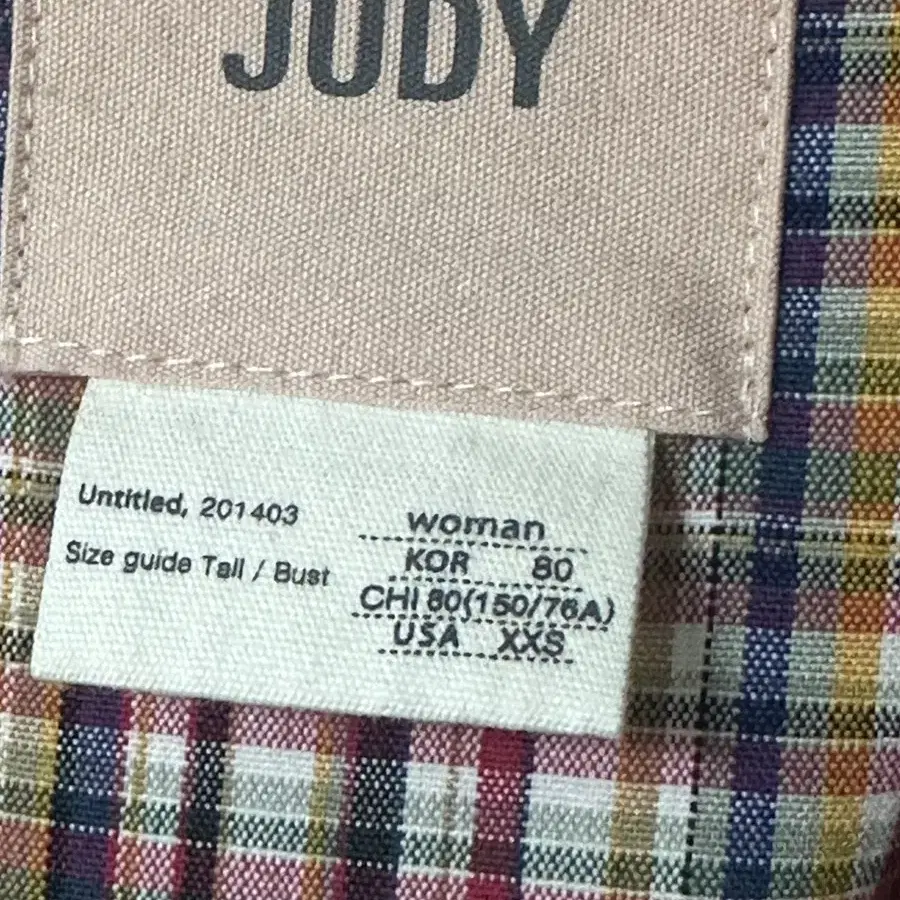 JUDY
Untitled, 201403
Size guide Tall / Bust
woman
KOR 80
CHI 80(150/76A)
USA XXS